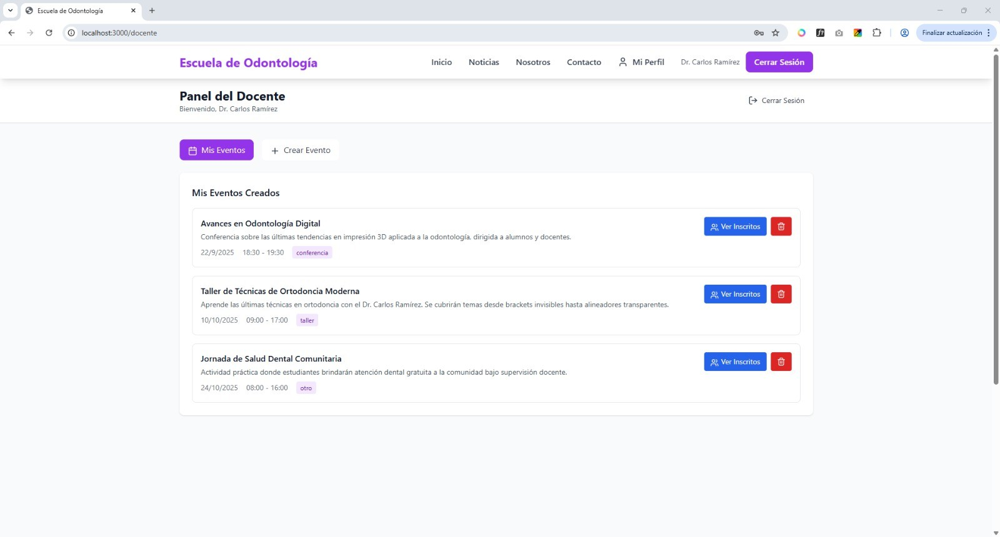 Escuela de Odontología
localhost:3000/docente
f?
Finalizar actualización
Escuela de Odontología
Inicio
Noticias
Nosotros
Contacto
Mi Perfil
Dr. Carlos Ramírez
Cerrar Sesión
Panel del Docente
Bienvenido, Dr. Carlos Ramírez
Cerrar Sesión
Mis Eventos
Crear Evento
Mis Eventos Creados
Avances en Odontología Digital
Conferencia sobre las últimas tendencias en impresión 3D aplicada a la odontología, dirigida a alumnos y docentes.
22/9/2025 18:30 - 19:30 conferencia
Ver Inscritos
Taller de Técnicas de Ortodoncia Moderna
Aprende las últimas técnicas en ortodoncia con el Dr. Carlos Ramírez. Se cubrirán temas desde brackets invisibles hasta alineadores transparentes.
10/10/2025 09:00 - 17:00 taller
Ver Inscritos
Jornada de Salud Dental Comunitaria
Actividad práctica donde estudiantes brindarán atención dental gratuita a la comunidad bajo supervisión docente.
24/10/2025 08:00 - 16:00 otro
Ver Inscritos